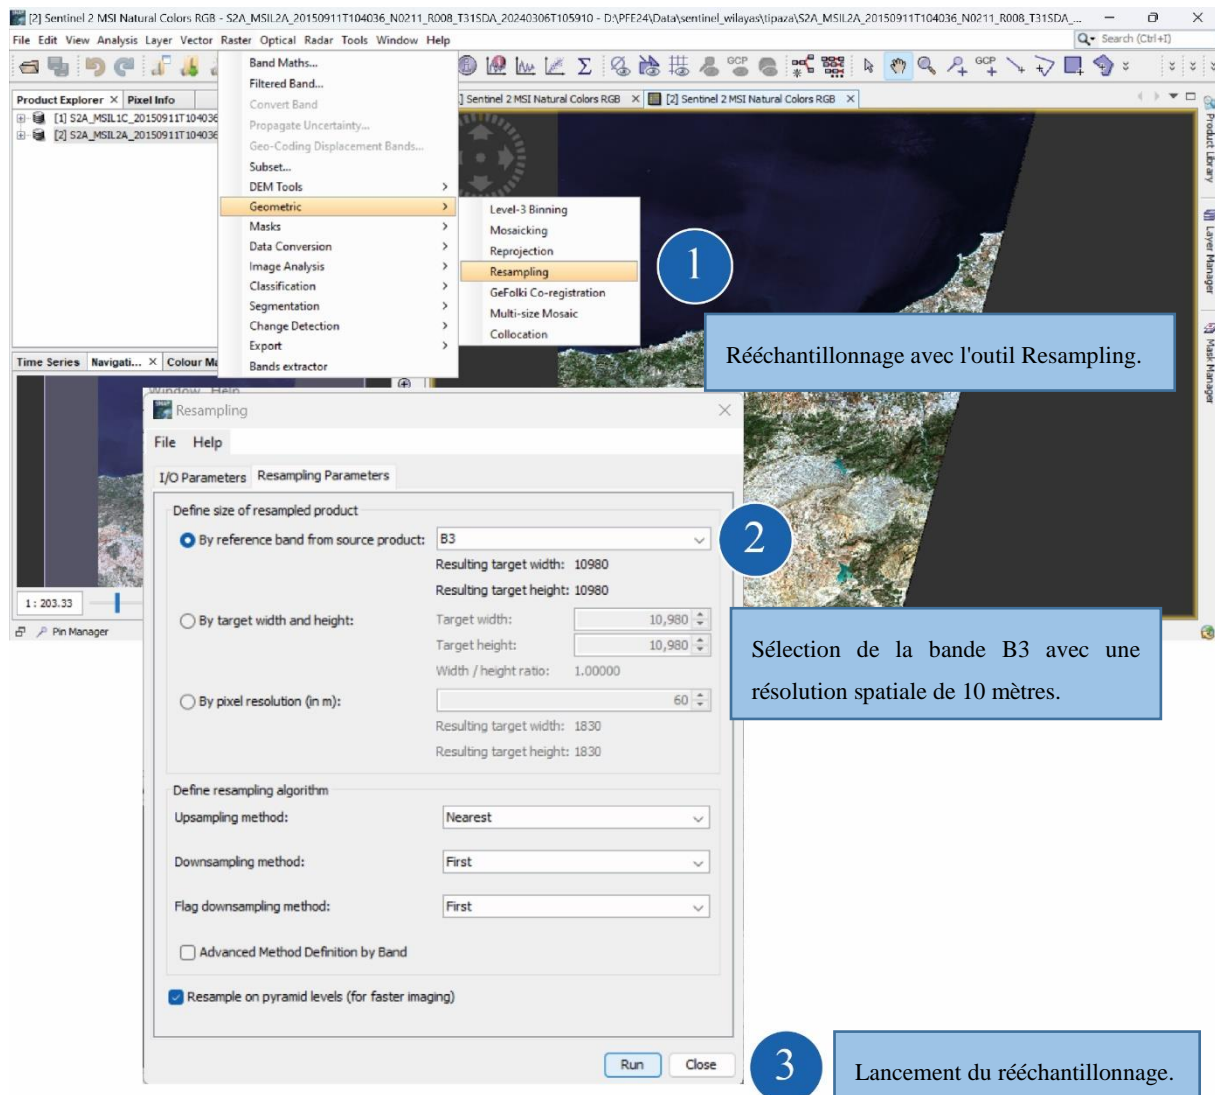 [2] Sentinel 2 MSI Natural Colors RGB - S2A_MSIL2A_20150911T104036_N0211_R008_T31SDA_20240306T105910 - D:\PFE24\Data\sentinel_wilayas\tipaza\S2A_MSIL2A_20150911T104036_N0211_R008_T31SDA_...
File Edit View Analysis Layer Vector Raster Optical Radar Tools Window Help
Search (Ctrl+I)
GCP GCP
Product Explorer × Pixel Info
[2] Sentinel 2 MSI Natural Colors RGB ×
[1] S2A_MSIL1C_20150911T104036
[2] S2A_MSIL2A_20150911T104036
Band Maths...
Filtered Band...
Convert Band
Propagate Uncertainty...
Geo-Coding Displacement Bands...
Subset...
DEM Tools
Geometric
Masks
Data Conversion
Image Analysis
Classification
Segmentation
Change Detection
Export
Bands extractor
] Sentinel 2 MSI Natural Colors RGB ×
Level-3 Binning
Mosaicking
Reprojection
Resampling
GeFolki Co-registration
Multi-size Mosaic
Collocation
1
Rééchantillonnage avec l'outil Resampling.
Product Library
Layer Manager
Mask Manager
Time Series Navigati... × Colour Ma
1 : 203.33
Pin Manager
Window Help
Resampling
File Help
I/O Parameters Resampling Parameters
Define size of resampled product
By reference band from source product: B3
Resulting target width: 10980
Resulting target height: 10980
By target width and height: Target width: 10,980
Target height: 10,980
Width / height ratio: 1.00000
By pixel resolution (in m): 60
Resulting target width: 1830
Resulting target height: 1830
2
Sélection de la bande B3 avec une
résolution spatiale de 10 mètres.
Define resampling algorithm
Upsampling method: Nearest
Downsampling method: First
Flag downsampling method: First
Advanced Method Definition by Band
Resample on pyramid levels (for faster imaging)
Run Close
3
Lancement du rééchantillonnage.